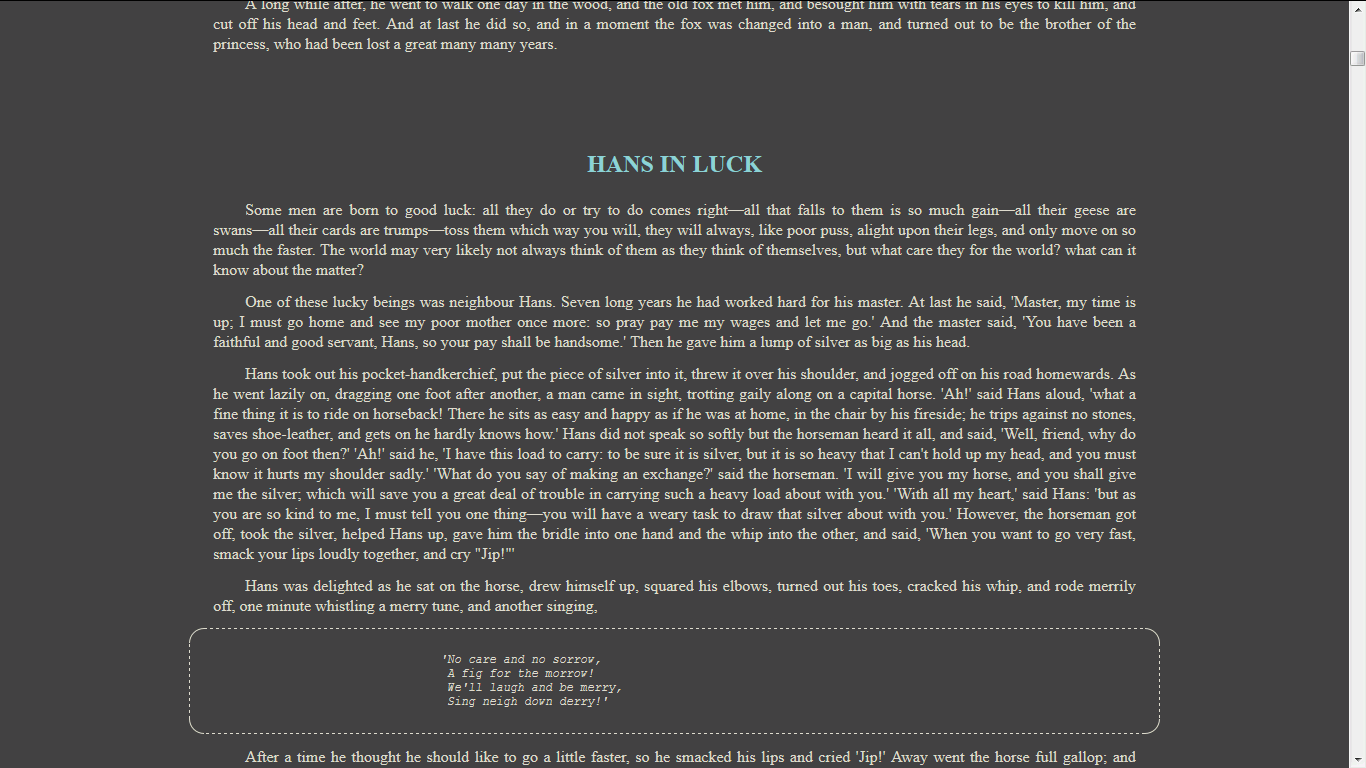 A long while after, he went to walk one day in the wood, and the old fox met him, and besought him with tears in his eyes to kill him, and
cut off his head and feet. And at last he did so, and in a moment the fox was changed into a man, and turned out to be the brother of the
princess, who had been lost a great many many years.
HANS IN LUCK
Some men are born to good luck: all they do or try to do comes right—all that falls to them is so much gain—all their geese are
swans—all their cards are trumps—toss them which way you will, they will always, like poor puss, alight upon their legs, and only move on so
much the faster. The world may very likely not always think of them as they think of themselves, but what care they for the world? what can it
know about the matter?
One of these lucky beings was neighbour Hans. Seven long years he had worked hard for his master. At last he said, 'Master, my time is
up; I must go home and see my poor mother once more: so pray pay me my wages and let me go.' And the master said, 'You have been a
faithful and good servant, Hans, so your pay shall be handsome.' Then he gave him a lump of silver as big as his head.
Hans took out his pocket-handkerchief, put the piece of silver into it, threw it over his shoulder, and jogged off on his road homewards. As
he went lazily on, dragging one foot after another, a man came in sight, trotting gaily along on a capital horse. 'Ah!' said Hans aloud, 'what a
fine thing it is to ride on horseback! There he sits as easy and happy as if he was at home, in the chair by his fireside; he trips against no stones,
saves shoe-leather, and gets on he hardly knows how.' Hans did not speak so softly but the horseman heard it all, and said, 'Well, friend, why do
you go on foot then?' 'Ah!' said he, 'I have this load to carry: to be sure it is silver, but it is so heavy that I can't hold up my head, and you must
know it hurts my shoulder sadly.' 'What do you say of making an exchange?' said the horseman. 'I will give you my horse, and you shall give
me the silver; which will save you a great deal of trouble in carrying such a heavy load about with you.' 'With all my heart,' said Hans: 'but as
you are so kind to me, I must tell you one thing—you will have a weary task to draw that silver about with you.' However, the horseman got
off, took the silver, helped Hans up, gave him the bridle into one hand and the whip into the other, and said, 'When you want to go very fast,
smack your lips loudly together, and cry "Jip!"'
Hans was delighted as he sat on the horse, drew himself up, squared his elbows, turned out his toes, cracked his whip, and rode merrily
off, one minute whistling a merry tune, and another singing,
'No care and no sorrow,
A fig for the morrow!
We'll laugh and be merry,
Sing neigh down derry!'
After a time he thought he should like to go a little faster, so he smacked his lips and cried 'Jip!' Away went the horse full gallop; and